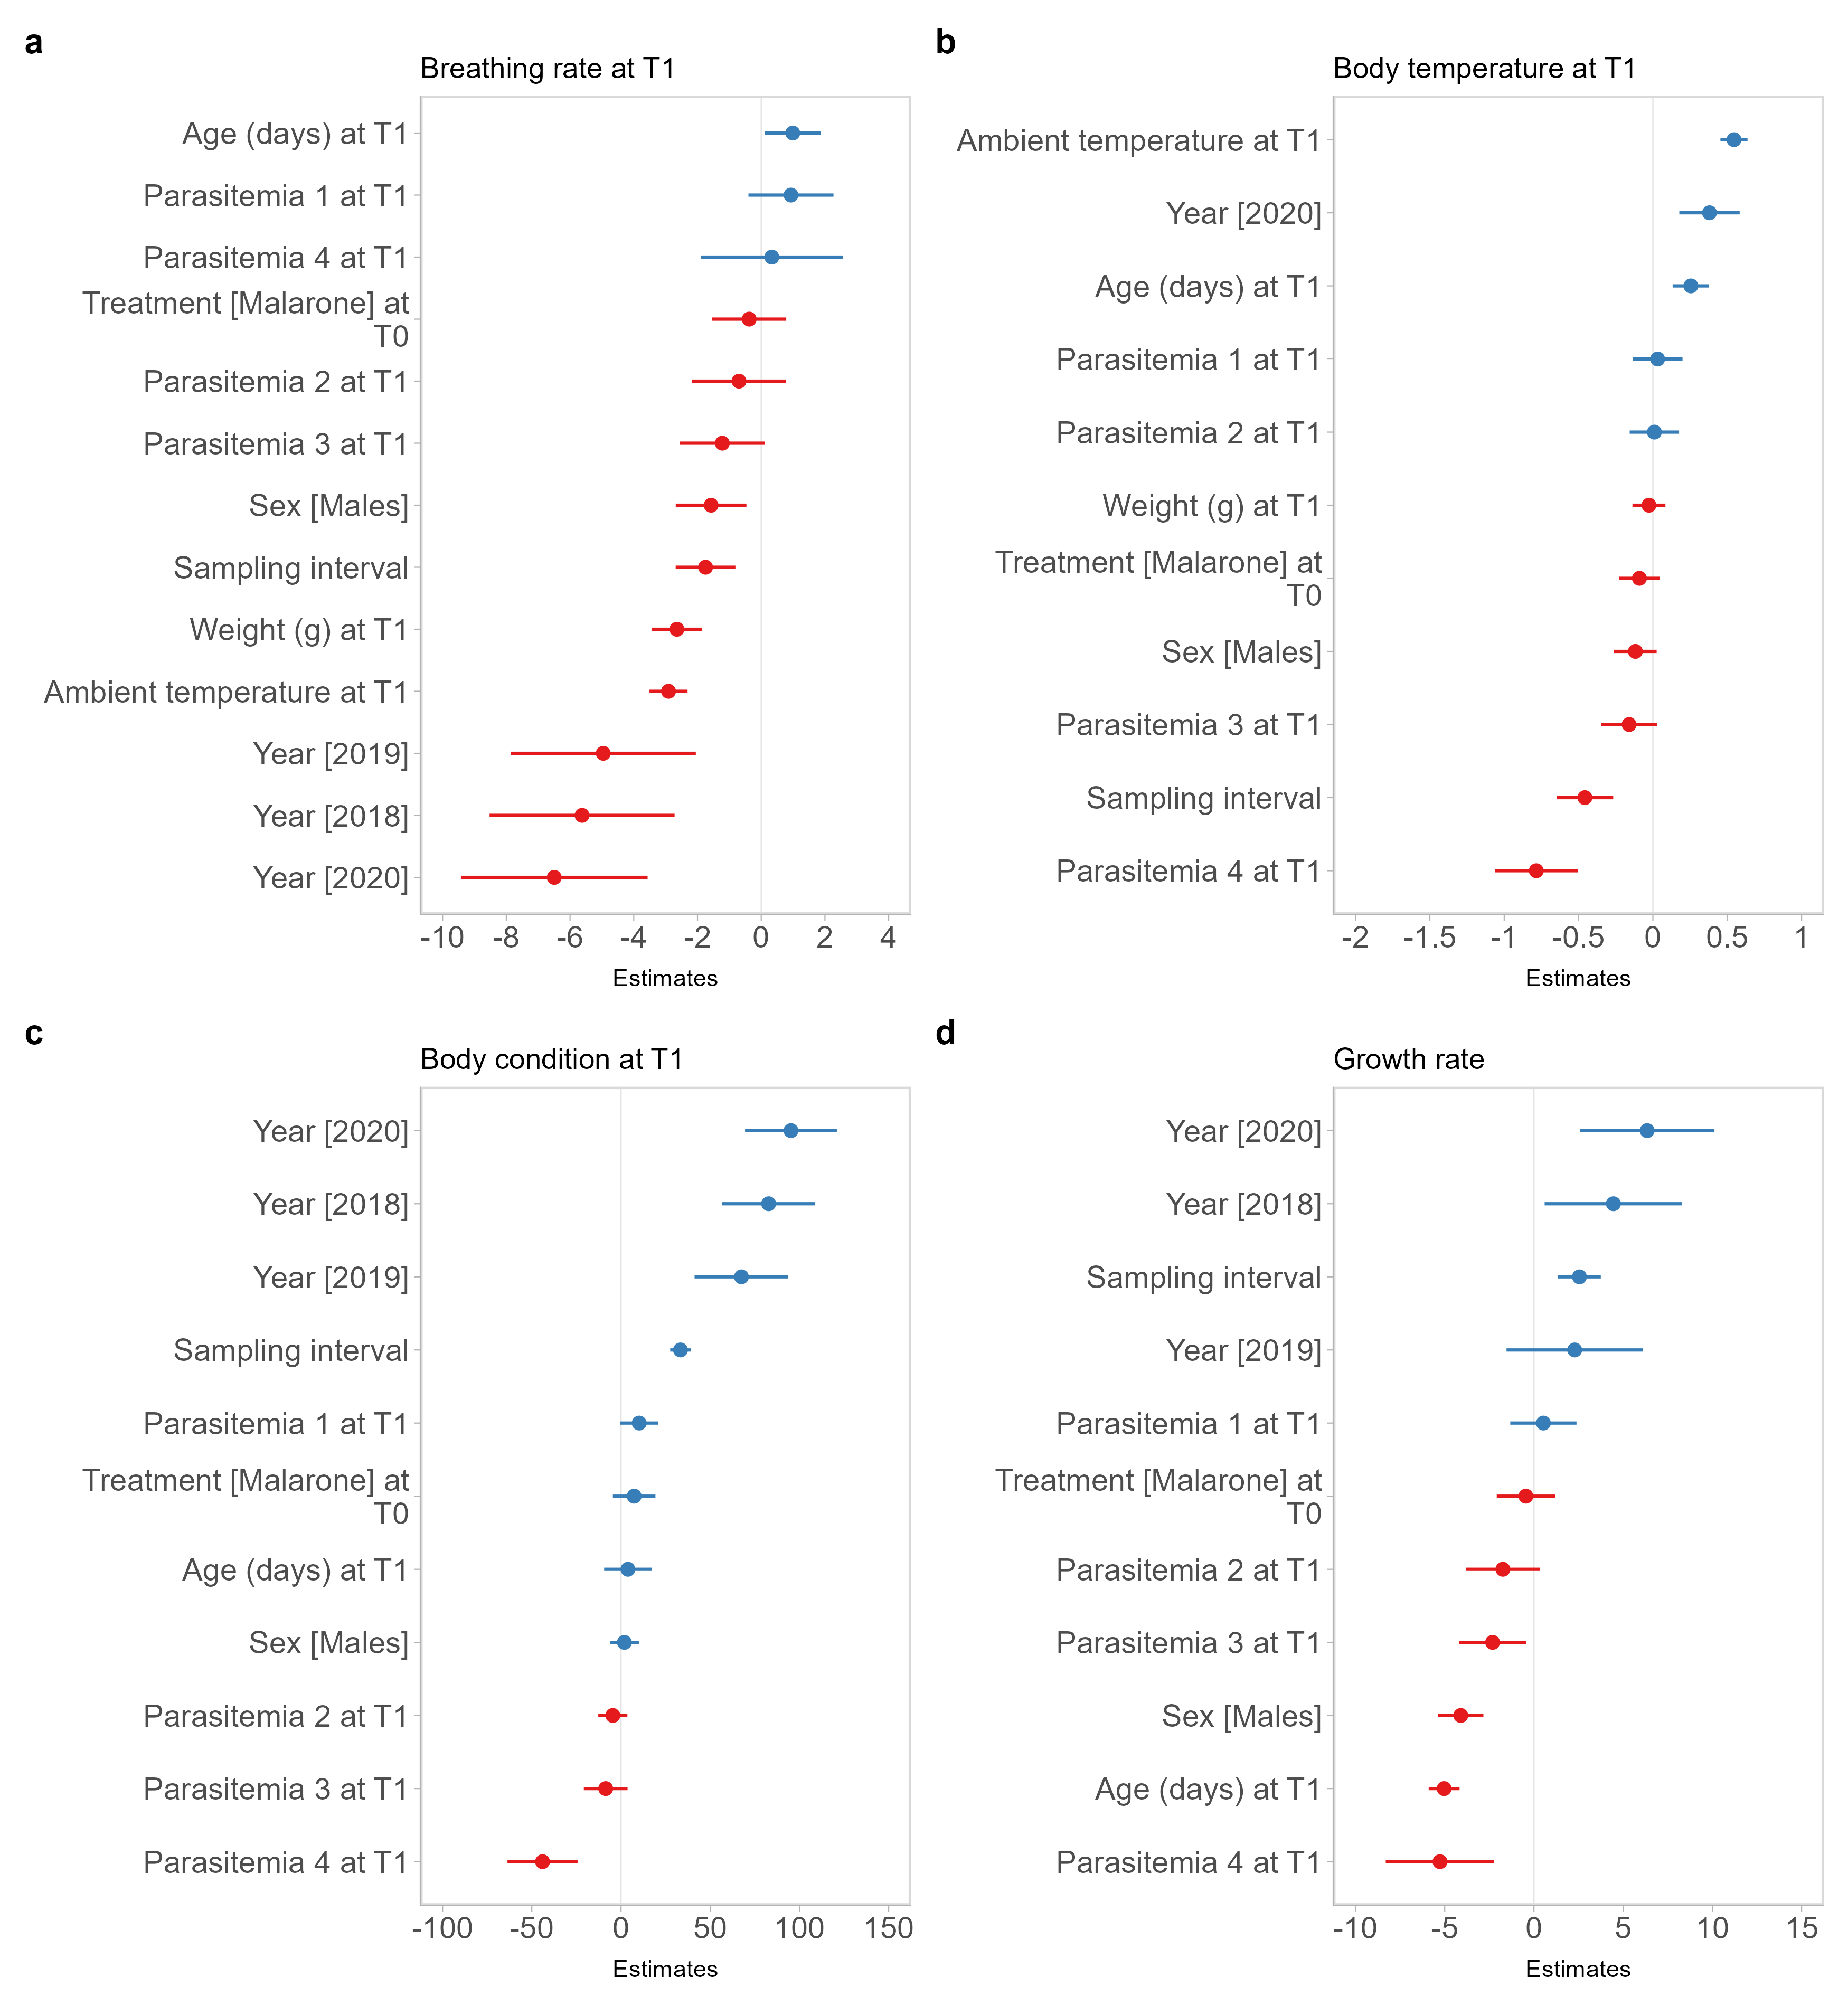 a
Breathing rate at T1
Age (days) at T1
Parasitemia 1 at T1
Parasitemia 4 at T1
Treatment [Malarone] at
T0
Parasitemia 2 at T1
Parasitemia 3 at T1
Sex [Males]
Sampling interval
Weight (g) at T1
Ambient temperature at T1
Year [2019]
Year [2018]
Year [2020]
-10 -8 -6 -4 -2 0 2 4
Estimates
b
Body temperature at T1
Ambient temperature at T1
Year [2020]
Age (days) at T1
Parasitemia 1 at T1
Parasitemia 2 at T1
Weight (g) at T1
Treatment [Malarone] at
T0
Sex [Males]
Parasitemia 3 at T1
Sampling interval
Parasitemia 4 at T1
-2 -1.5 -1 -0.5 0 0.5 1
Estimates
c
Body condition at T1
Year [2020]
Year [2018]
Year [2019]
Sampling interval
Parasitemia 1 at T1
Treatment [Malarone] at
T0
Age (days) at T1
Sex [Males]
Parasitemia 2 at T1
Parasitemia 3 at T1
Parasitemia 4 at T1
-100 -50 0 50 100 150
Estimates
d
Growth rate
Year [2020]
Year [2018]
Sampling interval
Year [2019]
Parasitemia 1 at T1
Treatment [Malarone] at
T0
Parasitemia 2 at T1
Parasitemia 3 at T1
Sex [Males]
Age (days) at T1
Parasitemia 4 at T1
-10 -5 0 5 10 15
Estimates